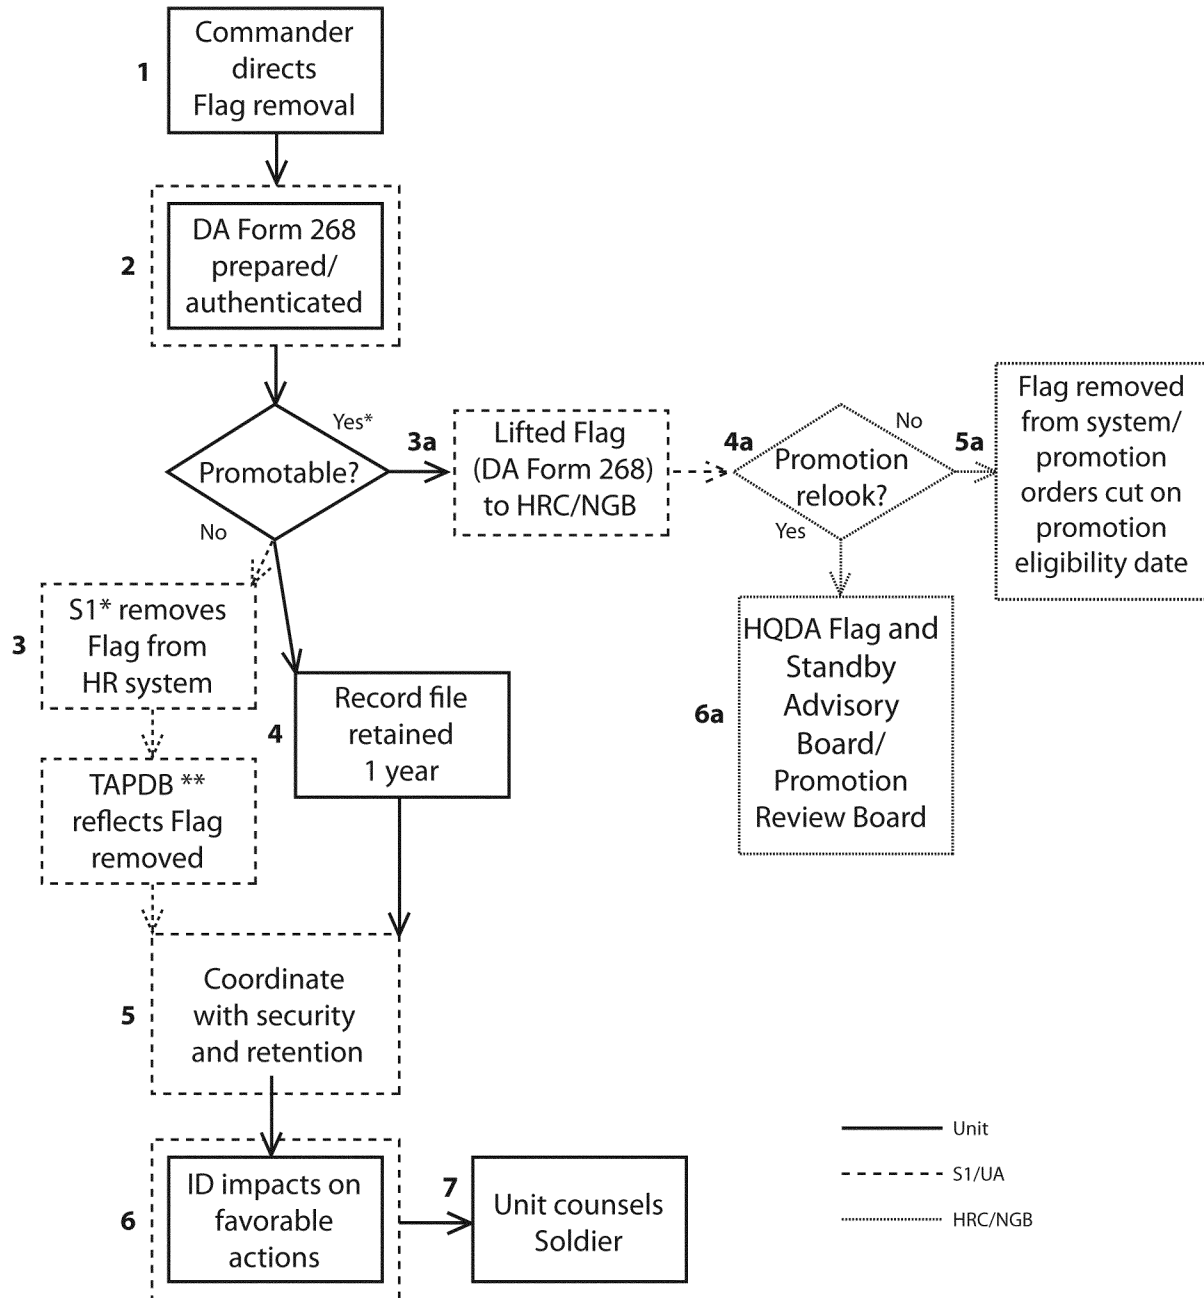 1
Commander
directs
Flag removal
2
DA Form 268
prepared/
authenticated
Promotable?
Yes*
No
3a
Lifted Flag
(DA Form 268)
to HRC/NGB
4a
Promotion
relook?
No
Yes
5a
Flag removed
from system/
promotion
orders cut on
promotion
eligibility date
6a
HQDA Flag and
Standby
Advisory
Board/
Promotion
Review Board
3
S1* removes
Flag from
HR system
4
Record file
retained
1 year
TAPDB **
reflects Flag
removed
5
Coordinate
with security
and retention
6
ID impacts on
favorable
actions
7
Unit counsels
Soldier
Unit
S1/UA
HRC/NGB